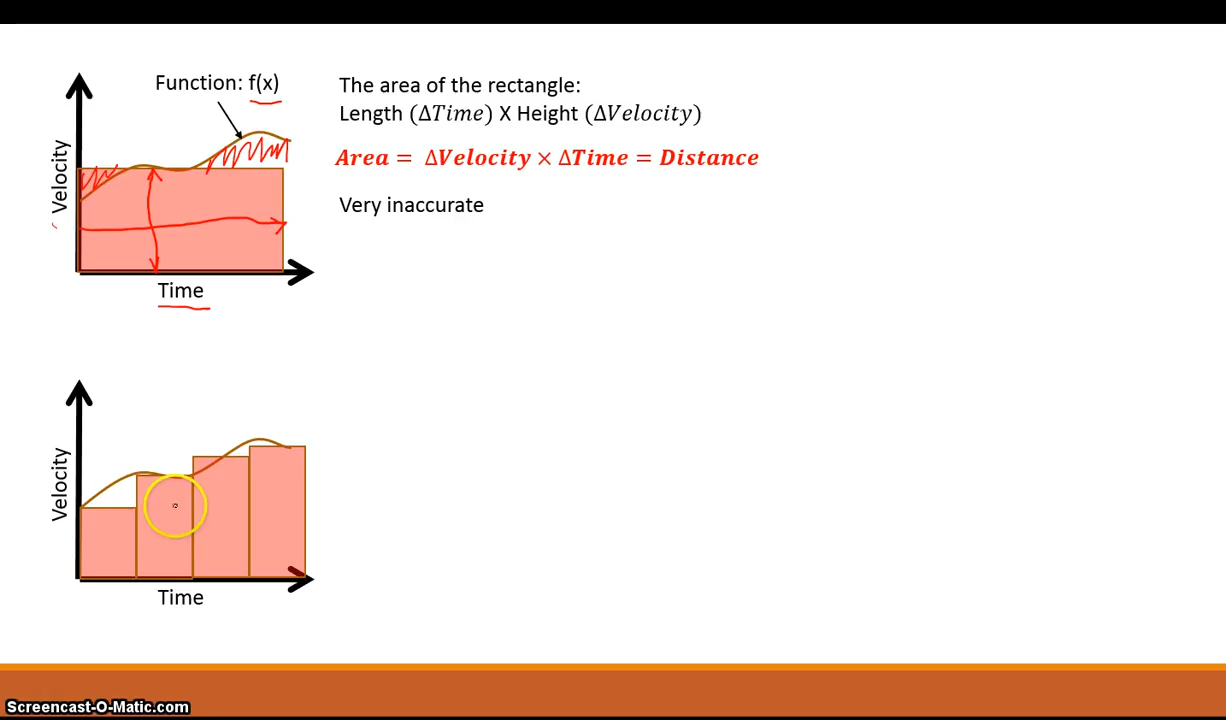 Function: f(x)
The area of the rectangle:
Length (ΔTime) X Height (ΔVelocity)
Area = ΔVelocity × ΔTime = Distance
Very inaccurate
Velocity
Time
Velocity
Time
Screencast-O-Matic.com